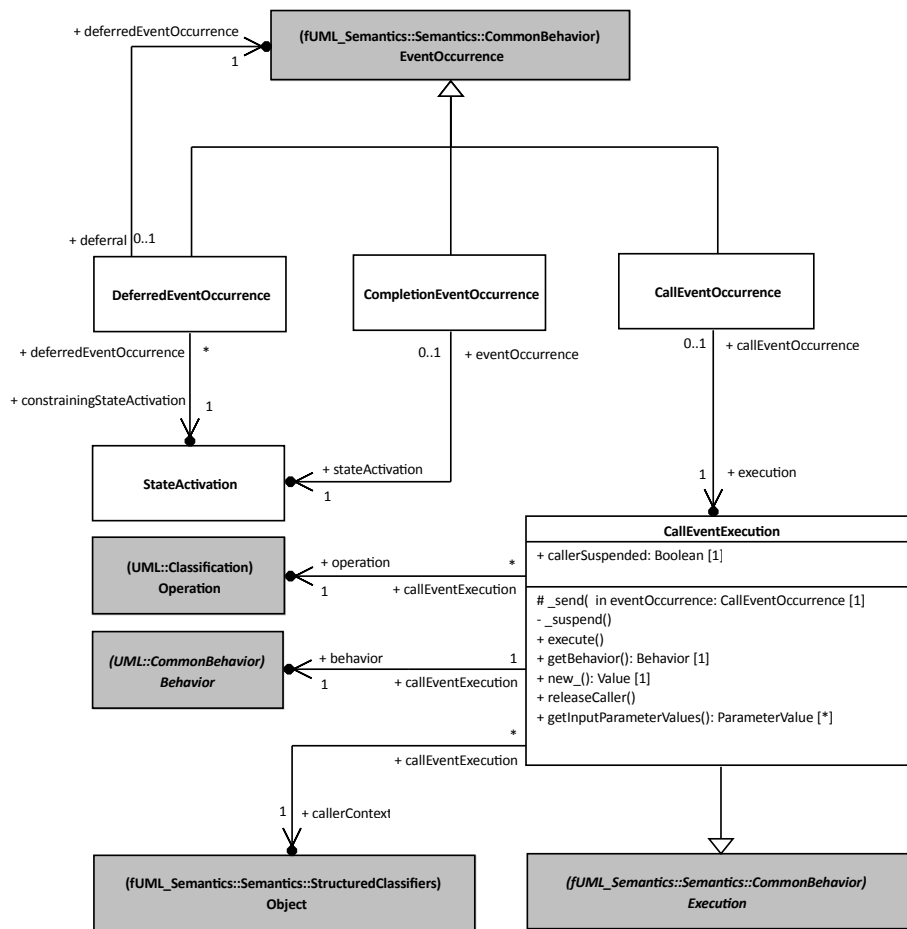 + deferredEventOccurrence
1
(fUML_Semantics::Semantics::CommonBehavior)
EventOccurrence
+ deferral
0..1
DeferredEventOccurrence
CompletionEventOccurrence
CallEventOccurrence
+ deferredEventOccurrence
*
0..1
+ eventOccurrence
0..1
+ callEventOccurrence
+ constrainingStateActivation
1
StateActivation
+ stateActivation
1
1
+ execution
CallEventExecution
+ callerSuspended: Boolean [1]
(UML::Classification)
Operation
+ operation
*
1
+ callEventExecution
# _send( in eventOccurrence: CallEventOccurrence [1]
- _suspend()
+ execute()
+ getBehavior(): Behavior [1]
+ new_(): Value [1]
+ releaseCaller()
+ getInputParameterValues(): ParameterValue [*]
(UML::CommonBehavior)
Behavior
+ behavior
1
1
+ callEventExecution
*
+ callEventExecution
1
+ callerContext
(fUML_Semantics::Semantics::StructuredClassifiers)
Object
(fUML_Semantics::Semantics::CommonBehavior)
Execution